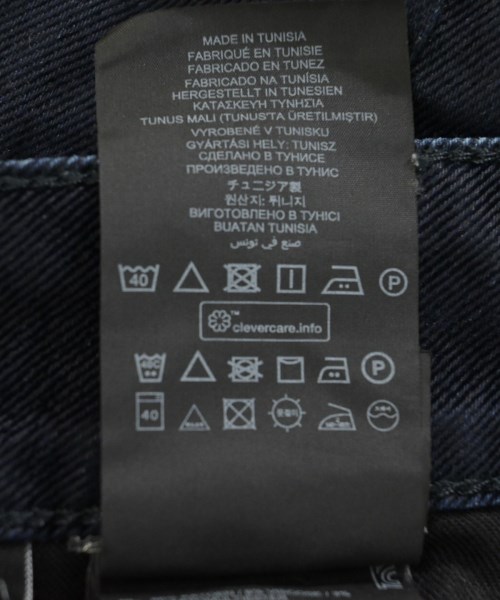 MADE IN TUNISIA
FABRIQUÉ EN TUNISIE
FABRICADO EN TUNEZ
FABRICADO NA TUNÍSIA
HERGESTELLT IN TUNESIEN
ΚΑΤΑΣΚΕΥΗ ΤΥΝΗΣΙΑ
TUNUS MALI (TUNUS'TA ÜRETILMIŞTIR)
VYROBENÉ V TUNISKU
GYÁRTÁSI HELY: TUNISZ
СДЕЛАНО В ТУНИСЕ
ПРОИЗВЕДЕНО В ТУНИС
チュニジア製
원산지: 튀니지
ВИГОТОВЛЕНО В ТУНІСІ
BUATAN TUNISIA
صنع في تونس
40 P
™ clevercare.info
40C P
40